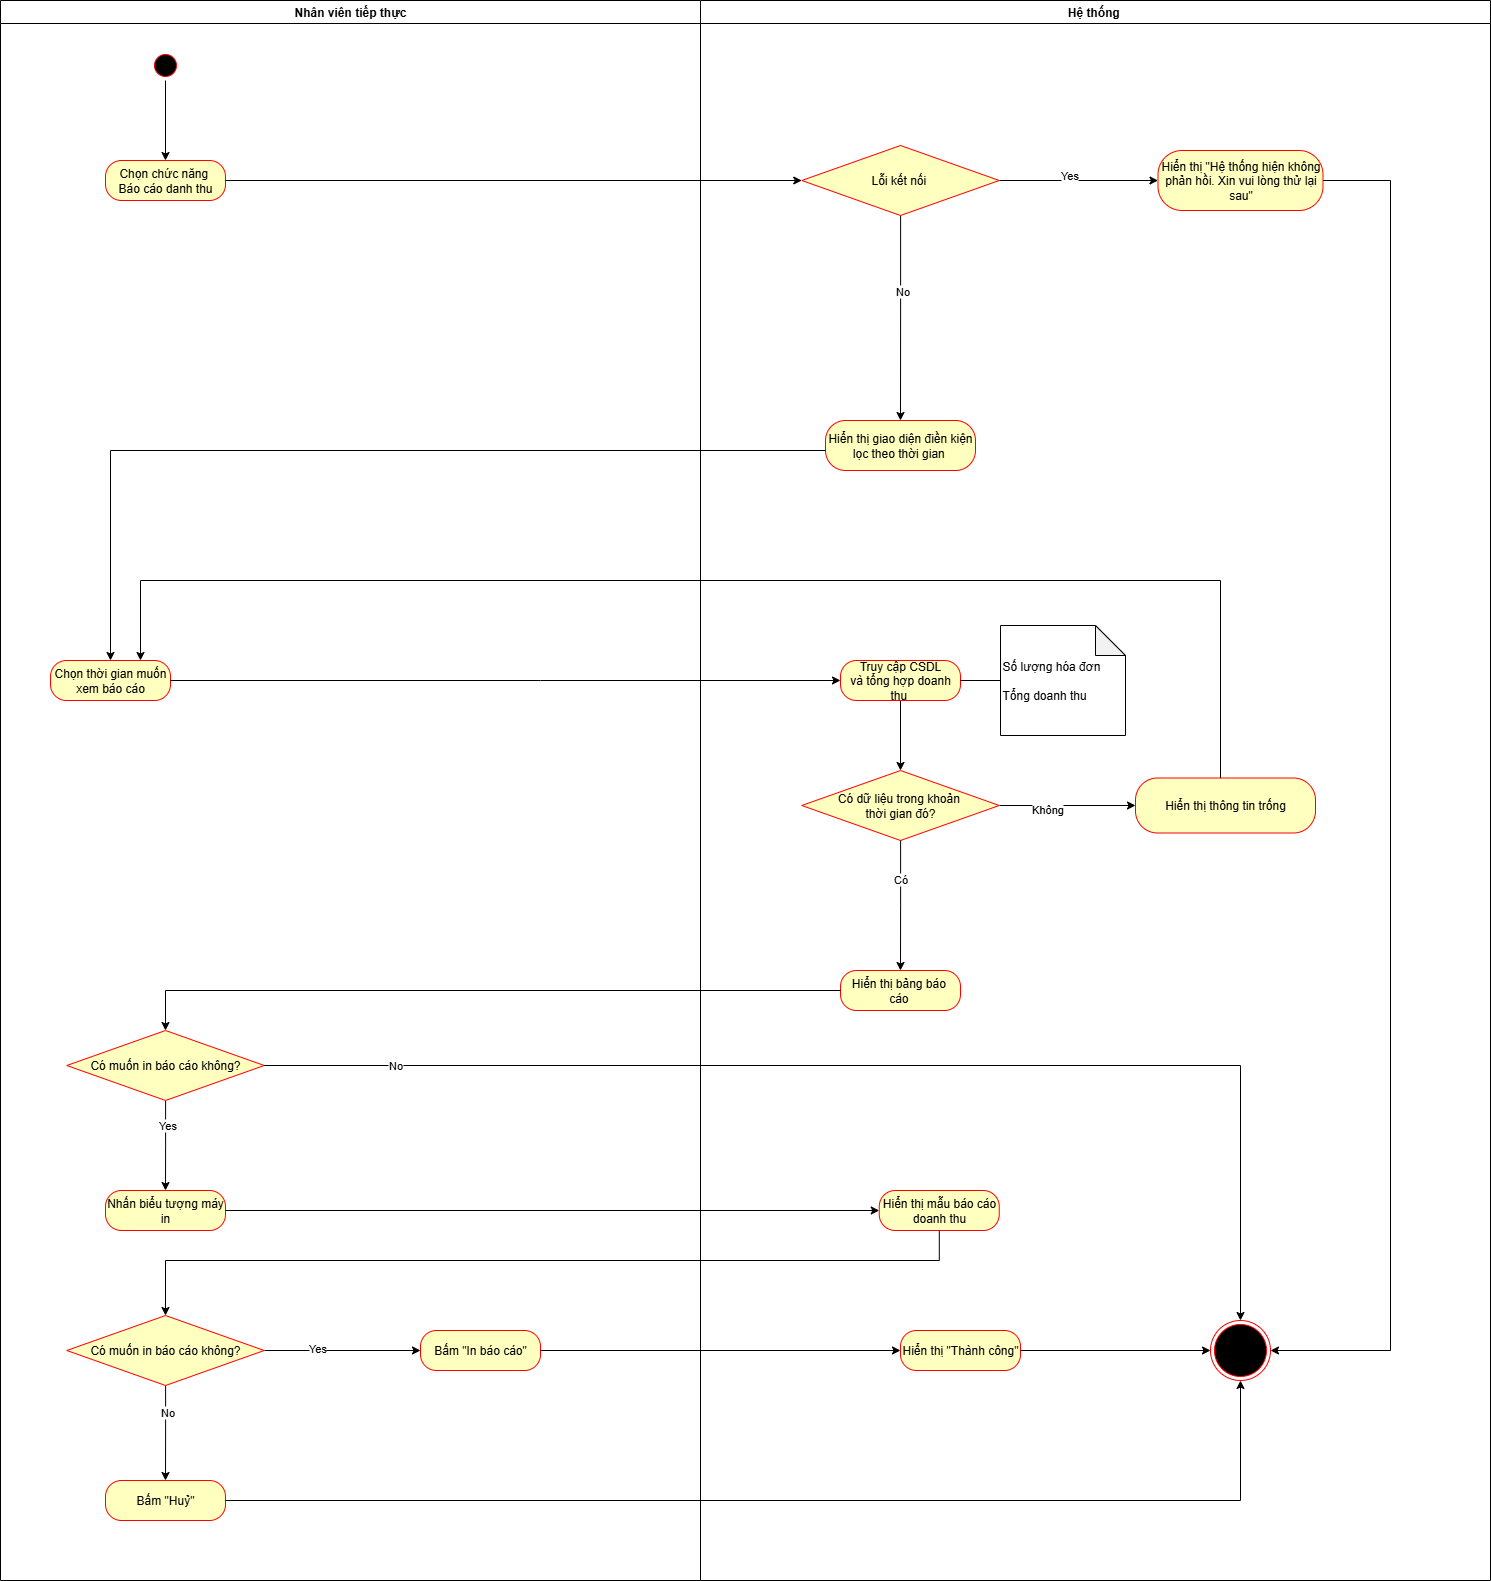 Nhân viên tiếp thực
Hệ thống
Chọn chức năng
Báo cáo danh thu
Lỗi kết nối
Yes
Hiển thị "Hệ thống hiện không
phản hồi. Xin vui lòng thử lại
sau"
No
Hiển thị giao diện điền kiện
lọc theo thời gian
Chọn thời gian muốn
xem báo cáo
Truy cập CSDL
và tổng hợp doanh
thu
Số lượng hóa đơn
Tổng doanh thu
Có dữ liệu trong khoản
thời gian đó?
Không
Hiển thị thông tin trống
Có
Hiển thị bảng báo
cáo
Có muốn in báo cáo không?
No
Yes
Nhấn biểu tượng máy
in
Hiển thị mẫu báo cáo
doanh thu
Có muốn in báo cáo không?
Yes
Bấm "In báo cáo"
Hiển thị "Thành công"
No
Bấm "Huỷ"